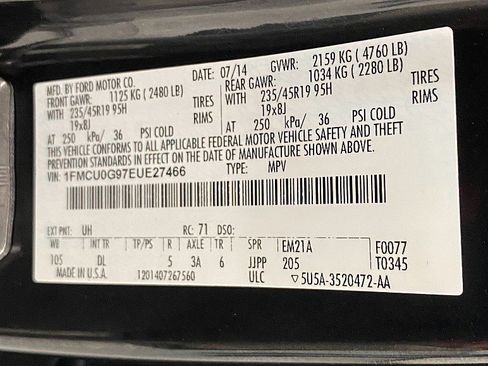 MFD. BY FORD MOTOR CO.
DATE: 07/14 GVWR: 2159 KG ( 4760 LB)
FRONT GAWR: 1125 KG ( 2480 LB) REAR GAWR: 1034 KG ( 2280 LB)
WITH 235/45R19 95H TIRES WITH 235/45R19 95H TIRES
19x8J RIMS 19x8J RIMS
AT 250 kPa/ 36 PSI COLD AT 250 kPa/ 36 PSI COLD
THIS VEHICLE CONFORMS TO ALL APPLICABLE FEDERAL MOTOR VEHICLE SAFETY AND THEFT
PREVENTION STANDARDS IN EFFECT ON THE DATE OF MANUFACTURE SHOWN ABOVE.
VIN: 1FMCU0G97EUE27466 TYPE: MPV
EXT PNT: UH RC: 71 DSO:
WB INT TR TP/PS R AXLE TR SPR EM21A F0077
105 DL 5 3A 6 JJPP 205 T0345
MADE IN U.S.A. 1201407267560 ULC ▽5U5A-3520472-AA